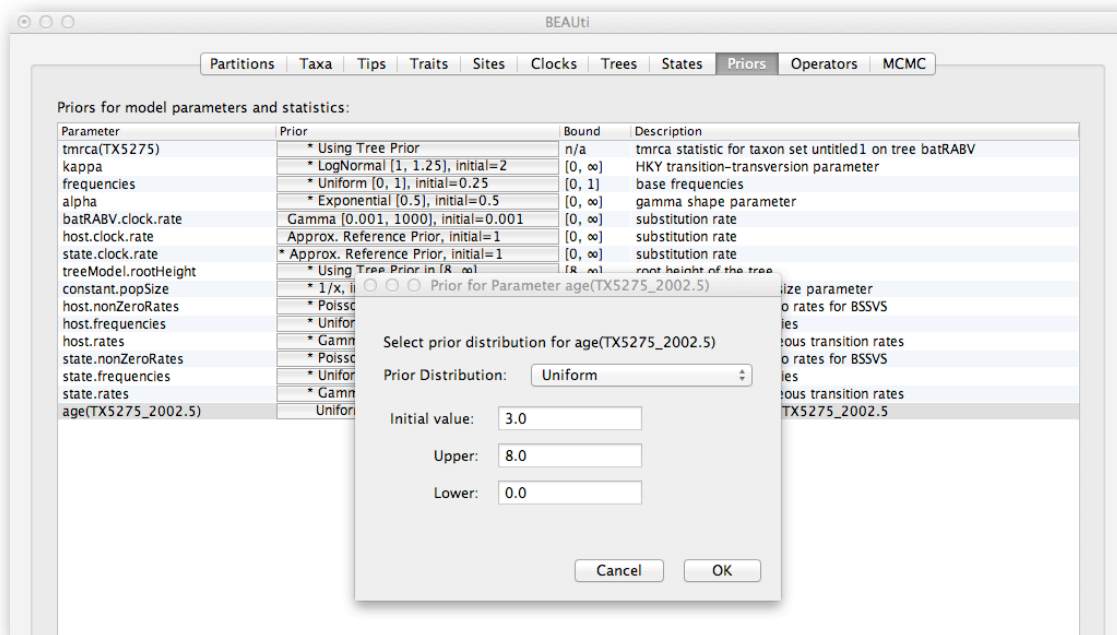 BEAUti
Partitions Taxa Tips Traits Sites Clocks Trees States Priors Operators MCMC
Priors for model parameters and statistics:
Parameter Prior Bound Description
tmrca(TX5275) * Using Tree Prior n/a tmrca statistic for taxon set untitled1 on tree batRABV
kappa * LogNormal [1, 1.25], initial=2 [0, ∞] HKY transition-transversion parameter
frequencies * Uniform [0, 1], initial=0.25 [0, 1] base frequencies
alpha * Exponential [0.5], initial=0.5 [0, ∞] gamma shape parameter
batRABV.clock.rate Gamma [0.001, 1000], initial=0.001 [0, ∞] substitution rate
host.clock.rate Approx. Reference Prior, initial=1 [0, ∞] substitution rate
state.clock.rate * Approx. Reference Prior, initial=1 [0, ∞] substitution rate
treeModel.rootHeight * Using Tree Prior in [8, ∞] [8, ∞] root height of the tree
constant.popSize * 1/x, i ize parameter
host.nonZeroRates * Poisso o rates for BSSVS
host.frequencies * Unifor ies
host.rates * Gamm eous transition rates
state.nonZeroRates * Poisso o rates for BSSVS
state.frequencies * Unifor ies
state.rates * Gamm eous transition rates
age(TX5275_2002.5) Unifor TX5275_2002.5
Prior for Parameter age(TX5275_2002.5)
Select prior distribution for age(TX5275_2002.5)
Prior Distribution: Uniform
Initial value: 3.0
Upper: 8.0
Lower: 0.0
Cancel OK